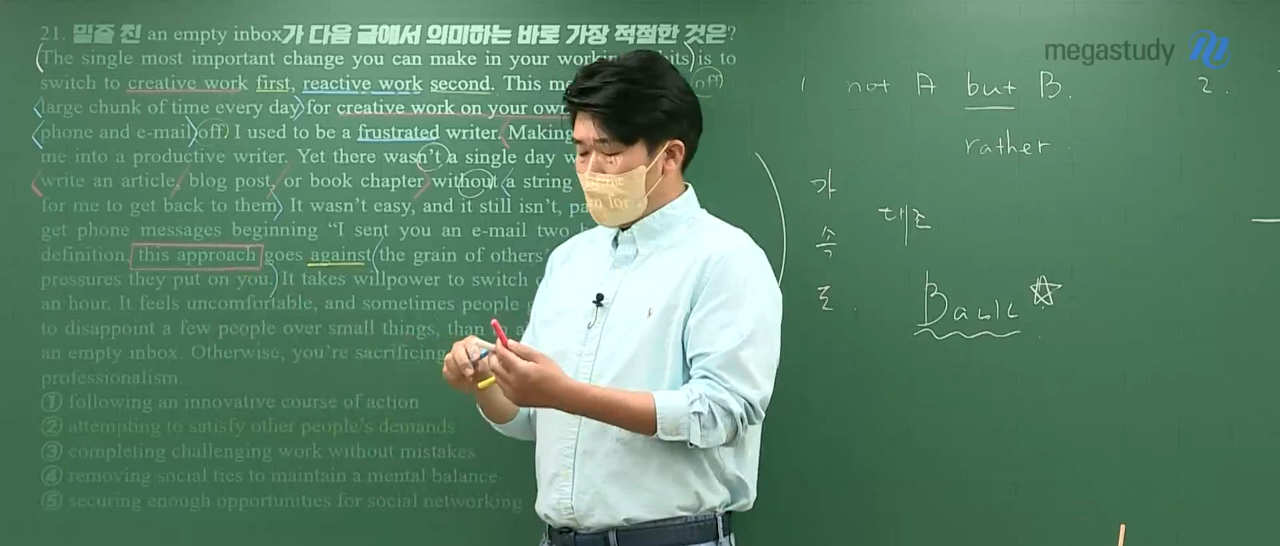 21. 밑줄 친 an empty inbox가 다음 글에서 의미하는 바로 가장 적절한 것은?
The single most important change you can make in your working habits is to
switch to creative work first, reactive work second. This off
large chunk of time every day for creative work on your own
phone and e-mail off. I used to be a frustrated writer. Making
me into a productive writer. Yet there wasn't a single day
write an article, blog post, or book chapter without a string
for me to get back to them. It wasn't easy, and it still isn't,
get phone messages beginning "I sent you an e-mail two
definition, this approach goes against the grain of others'
pressures they put on you. It takes willpower to switch
an hour. It feels uncomfortable, and sometimes people
to disappoint a few people over small things, than
an empty inbox. Otherwise, you're sacrificing
professionalism.
① following an innovative course of action
② attempting to satisfy other people's demands
③ completing challenging work without mistakes
④ removing social ties to maintain a mental balance
⑤ securing enough opportunities for social networking
megastudy
1 not A but B.
2.
rather
대조